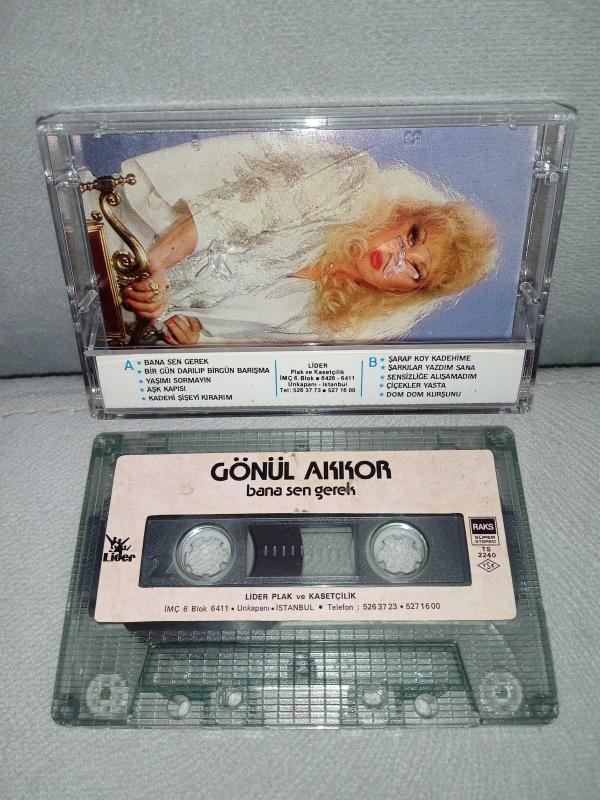 A
★ BANA SEN GEREK
★ BİR GÜN DARILIP BİRGÜN BARIŞMA
★ YAŞIMI SORMAYIN
★ AŞK KAPISI
★ KADEHİ ŞİŞEYİ KIRARIM
LİDER
Plak ve Kasetçilik
İMÇ 6. Blok ● 6426 - 6411
Unkapanı - İstanbul
Tel: 526 37 73 ● 527 16 00
B
★ ŞARAP KOY KADEHİME
★ ŞARKILAR YAZDIM SANA
★ SENSİZLİĞE ALIŞAMADIM
★ ÇİÇEKLER YASTA
★ DOM DOM KURŞUNU
GÖNÜL AKKOR
bana sen gerek
Lider
RAKS
SÜPER
STEREO
TS
2240
TSE
LİDER PLAK ve KASETÇİLİK
İMÇ 6 Blok 6411 • Unkapanı • İSTANBUL ● Telefon : 526 37 23 • 527 16 00